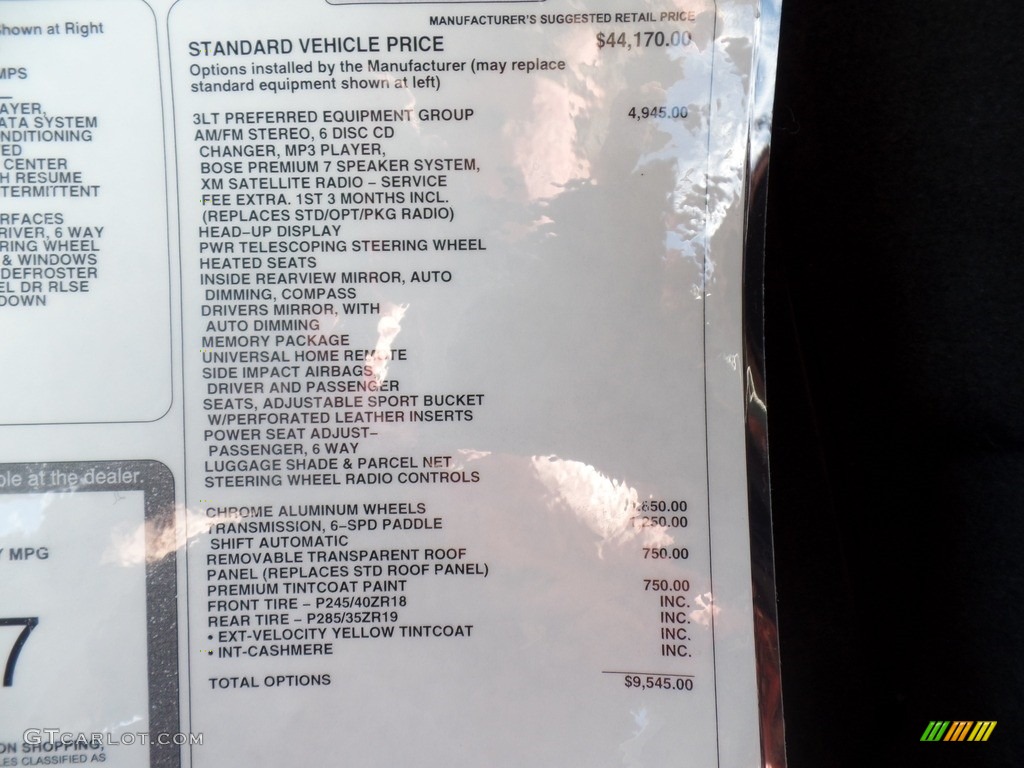 hown at Right
MPS
AYER,
ATA SYSTEM
NDITIONING
ED
CENTER
H RESUME
TERMITTENT
RFACES
RIVER, 6 WAY
RING WHEEL
& WINDOWS
DEFROSTER
EL DR RLSE
DOWN
ble at the dealer.
Y MPG
7
ON SHOPPING,
LES CLASSIFIED AS
MANUFACTURER'S SUGGESTED RETAIL PRICE
STANDARD VEHICLE PRICE $44,170.00
Options installed by the Manufacturer (may replace
standard equipment shown at left)
3LT PREFERRED EQUIPMENT GROUP 4,945.00
AM/FM STEREO, 6 DISC CD
CHANGER, MP3 PLAYER,
BOSE PREMIUM 7 SPEAKER SYSTEM,
XM SATELLITE RADIO – SERVICE
FEE EXTRA. 1ST 3 MONTHS INCL.
(REPLACES STD/OPT/PKG RADIO)
HEAD–UP DISPLAY
PWR TELESCOPING STEERING WHEEL
HEATED SEATS
INSIDE REARVIEW MIRROR, AUTO
DIMMING, COMPASS
DRIVERS MIRROR, WITH
AUTO DIMMING
MEMORY PACKAGE
UNIVERSAL HOME REMOTE
SIDE IMPACT AIRBAGS,
DRIVER AND PASSENGER
SEATS, ADJUSTABLE SPORT BUCKET
W/PERFORATED LEATHER INSERTS
POWER SEAT ADJUST–
PASSENGER, 6 WAY
LUGGAGE SHADE & PARCEL NET
STEERING WHEEL RADIO CONTROLS
CHROME ALUMINUM WHEELS 1,850.00
TRANSMISSION, 6–SPD PADDLE 1,250.00
SHIFT AUTOMATIC
REMOVABLE TRANSPARENT ROOF 750.00
PANEL (REPLACES STD ROOF PANEL)
PREMIUM TINTCOAT PAINT 750.00
FRONT TIRE – P245/40ZR18 INC.
REAR TIRE – P285/35ZR19 INC.
• EXT–VELOCITY YELLOW TINTCOAT INC.
• INT–CASHMERE INC.
TOTAL OPTIONS $9,545.00
GTCARLOT.COM